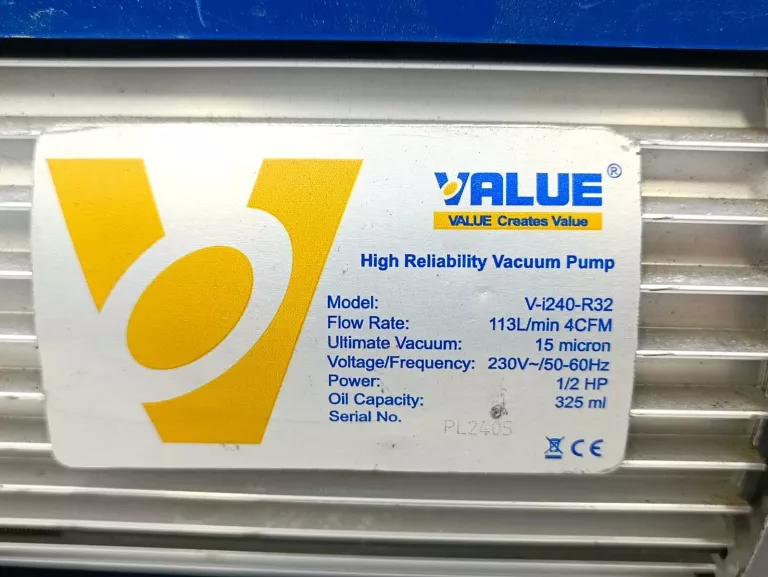 VALUE®
VALUE Creates Value
High Reliability Vacuum Pump
Model: V-i240-R32
Flow Rate: 113L/min 4CFM
Ultimate Vacuum: 15 micron
Voltage/Frequency: 230V~/50-60Hz
Power: 1/2 HP
Oil Capacity: 325 ml
Serial No. PL2405
CE